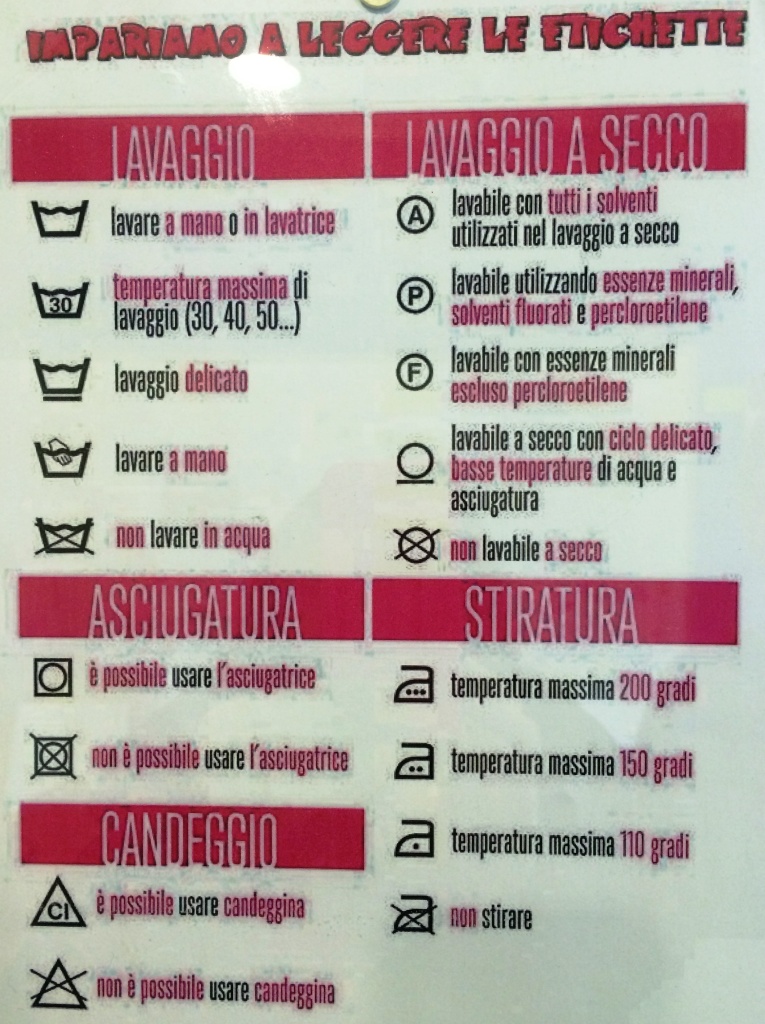 IMPARIAMO A LEGGERE LE ETICHETTE
LAVAGGIO
lavare a mano o in lavatrice
30
temperatura massima di
lavaggio (30, 40, 50...)
lavaggio delicato
lavare a mano
non lavare in acqua
LAVAGGIO A SECCO
A
lavabile con tutti i solventi
utilizzati nel lavaggio a secco
P
lavabile utilizzando essenze minerali,
solventi fluorati e percloroetilene
F
lavabile con essenze minerali
escluso percloroetilene
lavabile a secco con ciclo delicato,
basse temperature di acqua e
asciugatura
non lavabile a secco
ASCIUGATURA
è possibile usare l'asciugatrice
non è possibile usare l'asciugatrice
STIRATURA
temperatura massima 200 gradi
temperatura massima 150 gradi
temperatura massima 110 gradi
non stirare
CANDEGGIO
Cl
è possibile usare candeggina
non è possibile usare candeggina